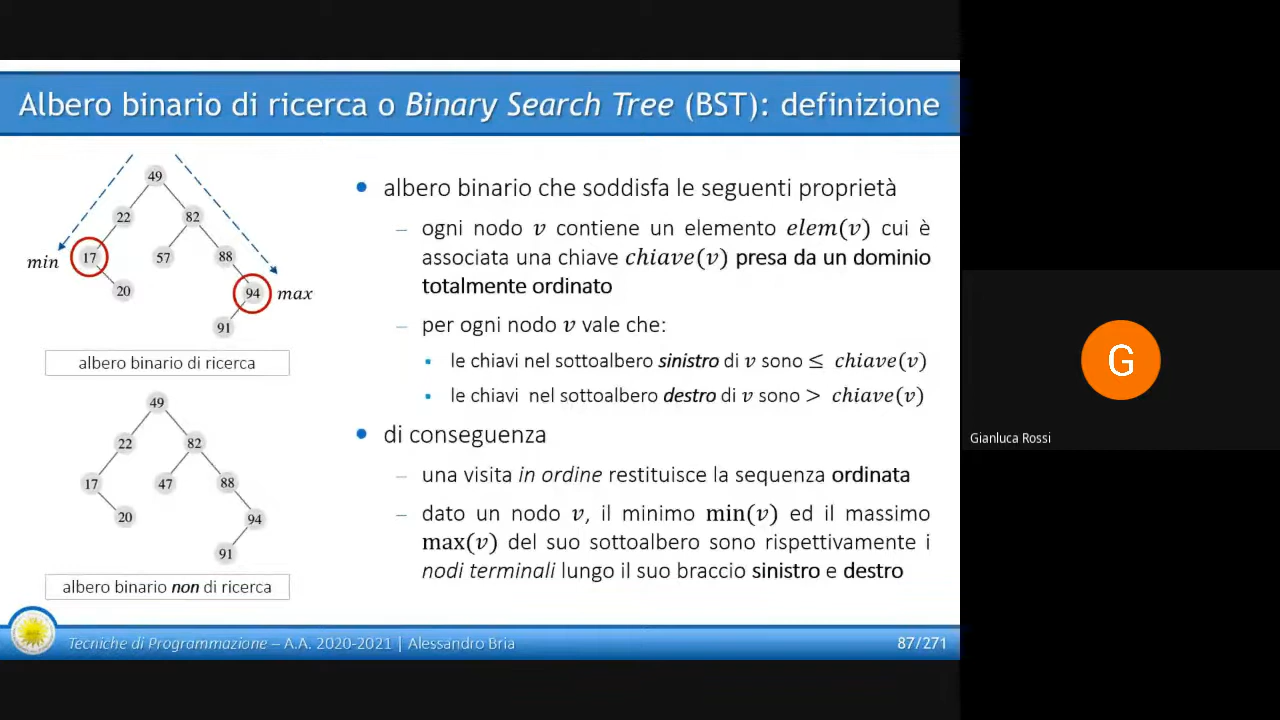 Albero binario di ricerca o Binary Search Tree (BST): definizione
49
22 82
min 17 57 88
20 94 max
91
albero binario di ricerca
49
22 82
17 47 88
20 94
91
albero binario non di ricerca
• albero binario che soddisfa le seguenti proprietà
– ogni nodo v contiene un elemento elem(v) cui è
associata una chiave chiave(v) presa da un dominio
totalmente ordinato
– per ogni nodo v vale che:
▪ le chiavi nel sottoalbero sinistro di v sono ≤ chiave(v)
▪ le chiavi nel sottoalbero destro di v sono > chiave(v)
• di conseguenza
– una visita in ordine restituisce la sequenza ordinata
– dato un nodo v, il minimo min(v) ed il massimo
max(v) del suo sottoalbero sono rispettivamente i
nodi terminali lungo il suo braccio sinistro e destro
Tecniche di Programmazione – A.A. 2020-2021 | Alessandro Bria
87/271
G
Gianluca Rossi